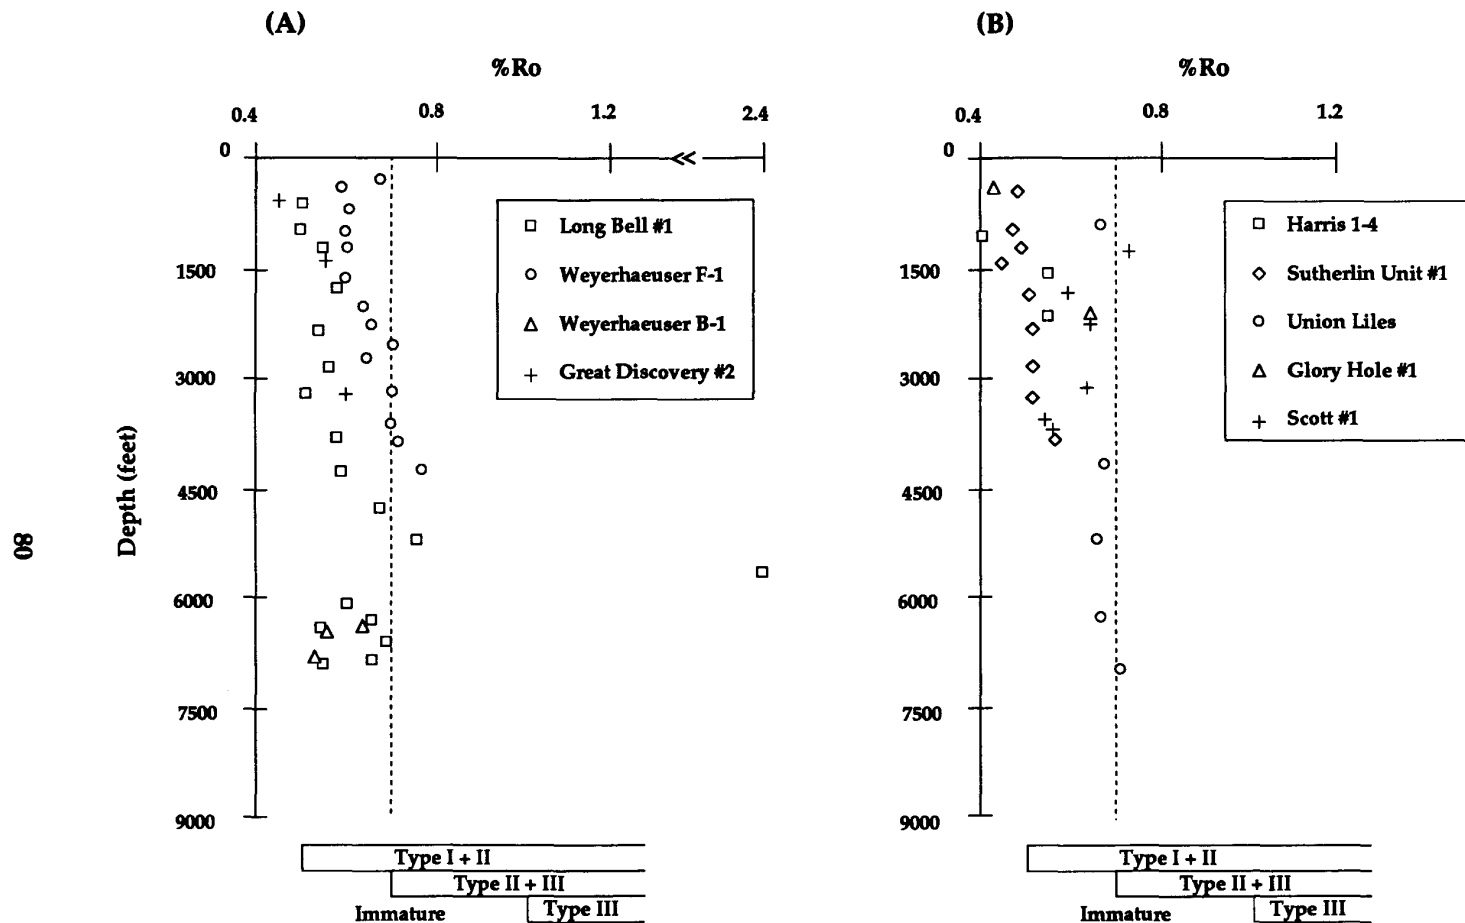 (A)
%Ro
0.4 0.8 1.2 2.4
0
1500
3000
4500
6000
7500
9000
Depth (feet)
Long Bell #1
Weyerhaeuser F-1
Weyerhaeuser B-1
Great Discovery #2
Type I + II
Type II + III
Immature Type III
(B)
%Ro
0.4 0.8 1.2
0
1500
3000
4500
6000
7500
9000
Harris 1-4
Sutherlin Unit #1
Union Liles
Glory Hole #1
Scott #1
Type I + II
Type II + III
Immature Type III
80